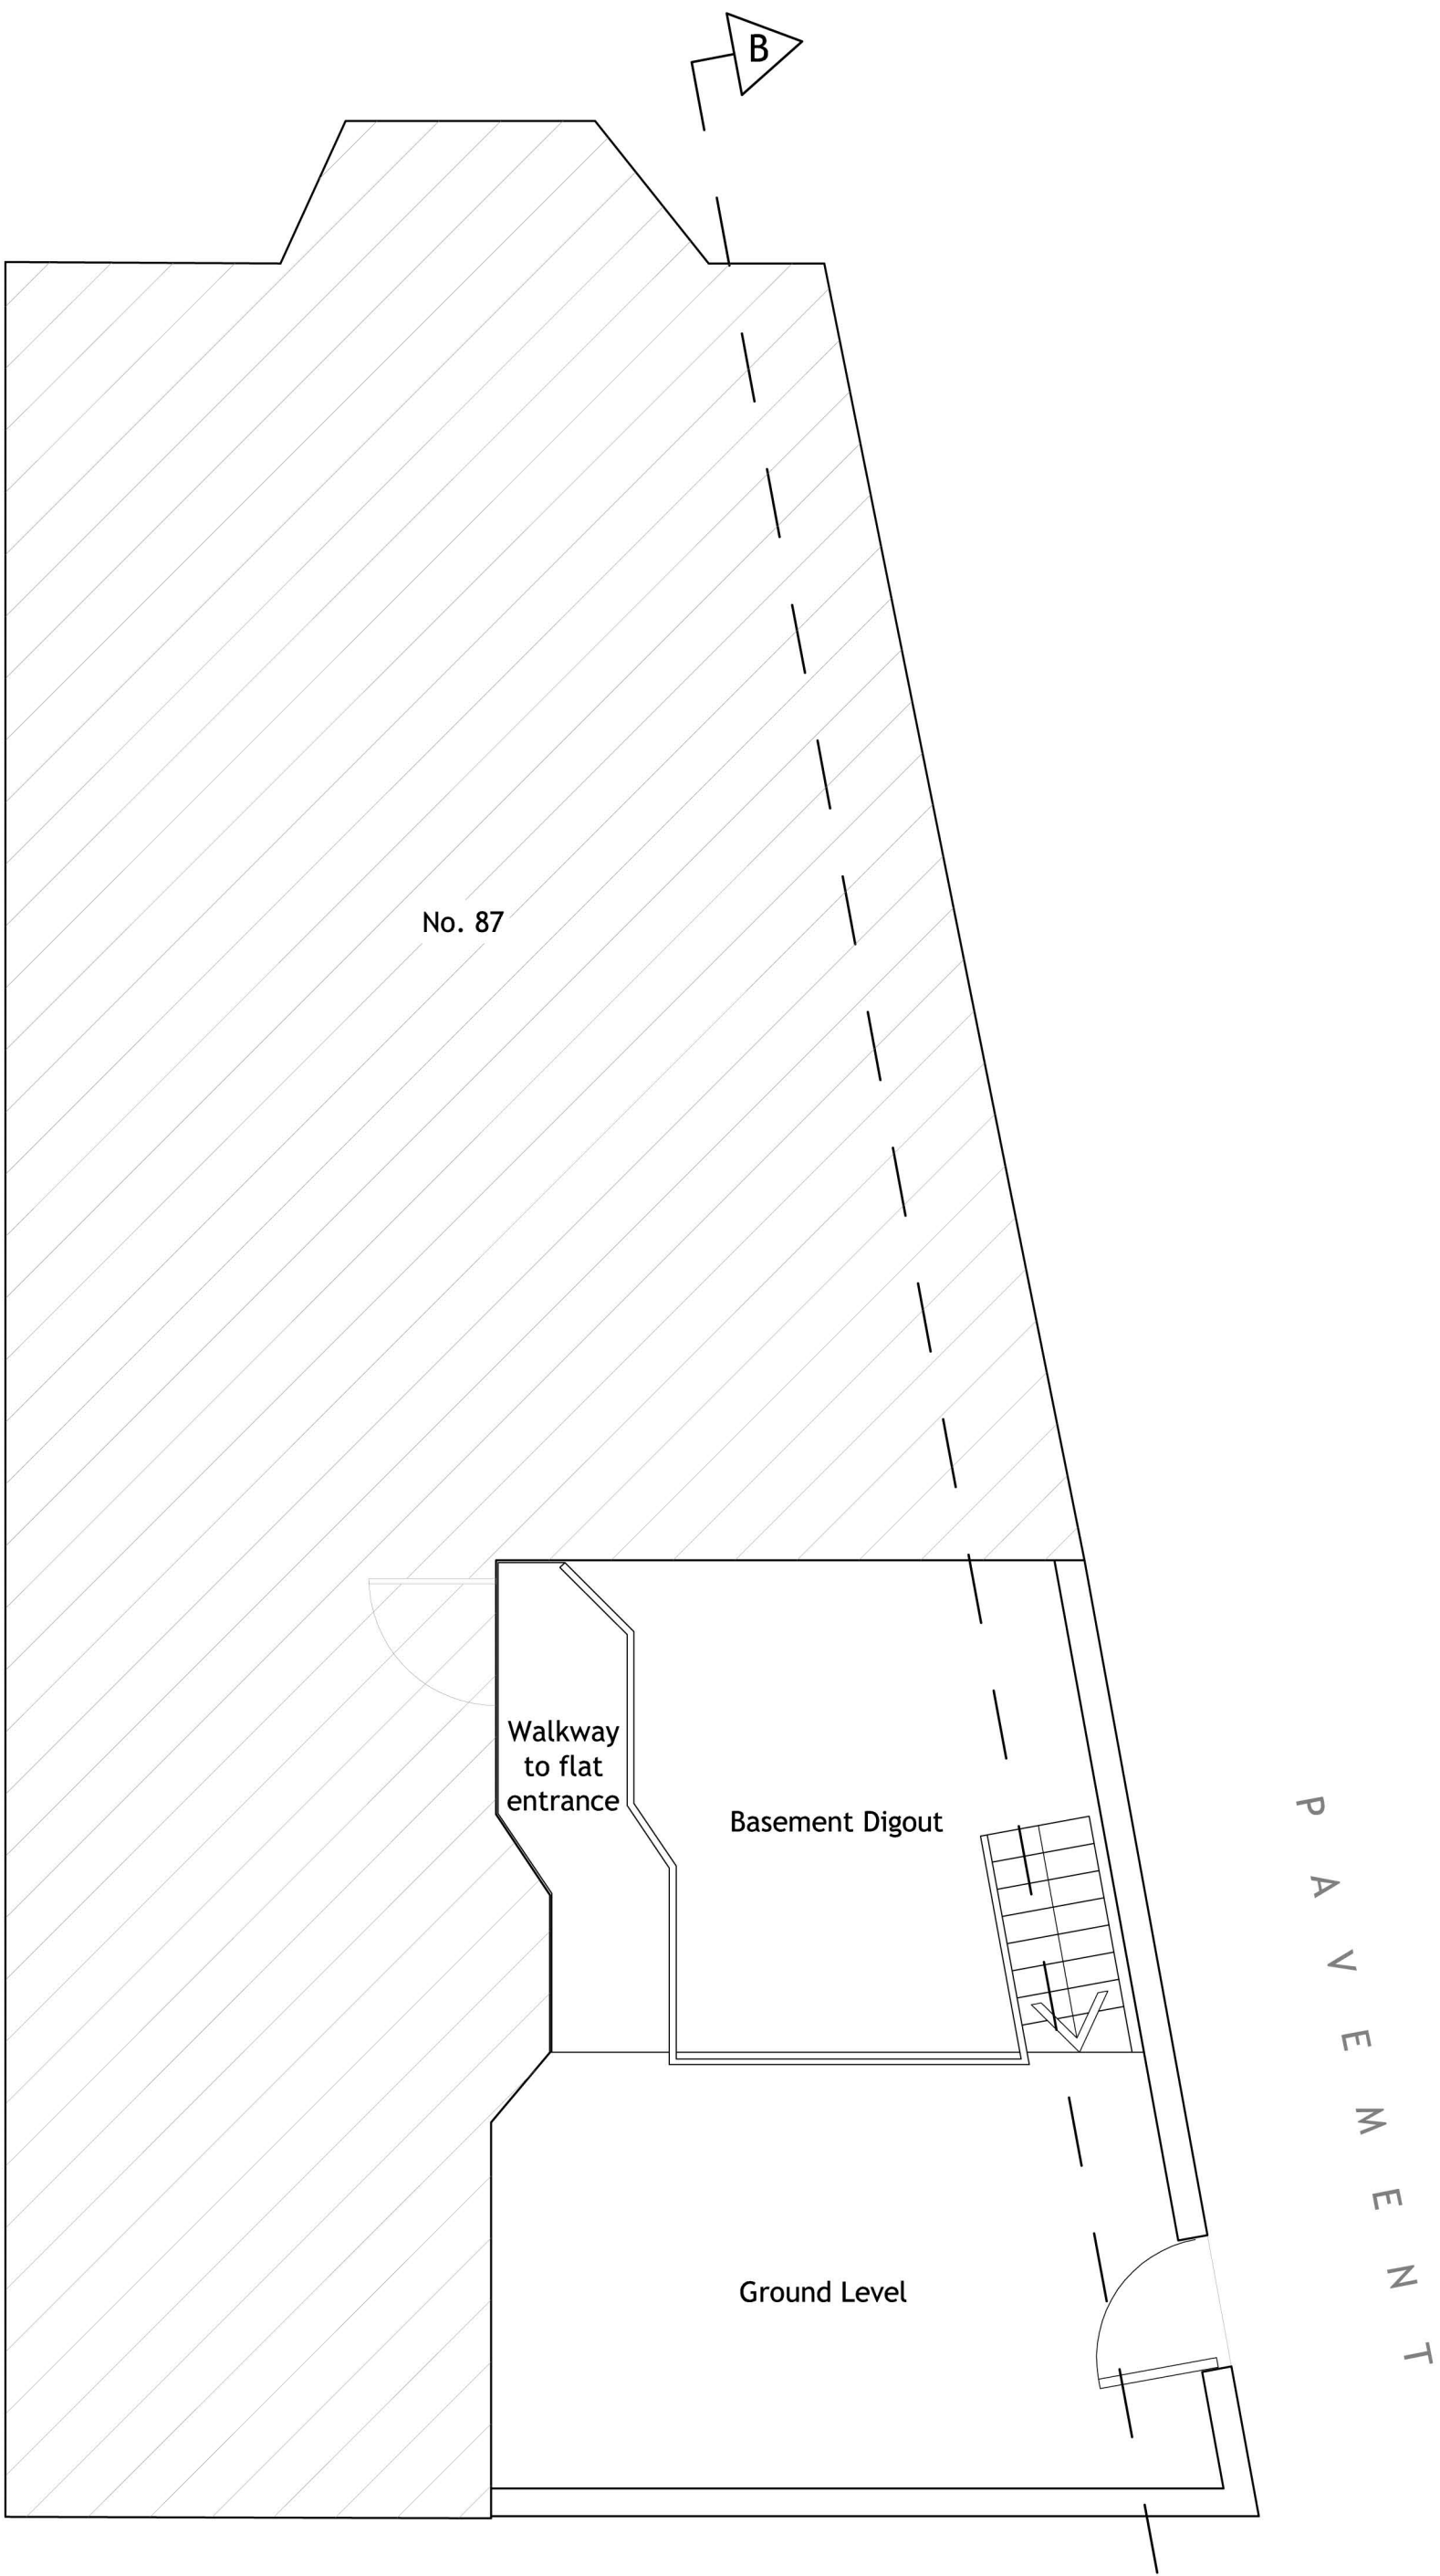 B
No. 87
Walkway
to flat
entrance
Basement Digout
PAVEMENT
Ground Level